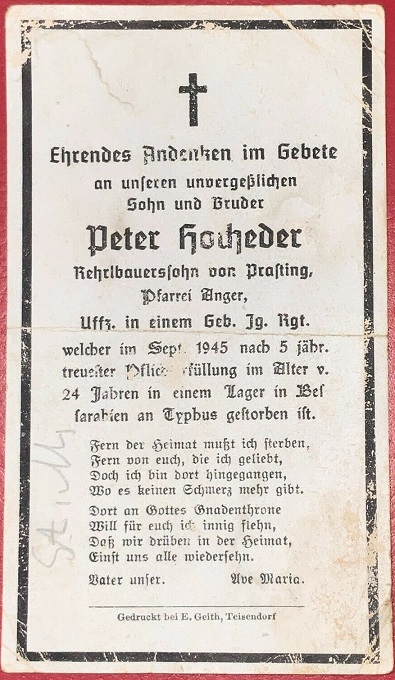 Ehrendes Andenken im Gebete
an unseren unvergeßlichen
Sohn und Bruder
Peter Hocheder
Rehrlbauerssohn von Prasting,
Pfarrei Anger,
Uffz. in einem Geb. Jg. Rgt.
welcher im Sept. 1945 nach 5 jähr.
treuester Pflichterfüllung im Alter v.
24 Jahren in einem Lager in Bes
sarabien an Typhus gestorben ist.
Fern der Heimat mußt ich sterben,
Fern von euch, die ich geliebt,
Doch ich bin dort hingegangen,
Wo es keinen Schmerz mehr gibt.
Dort an Gottes Gnadenthrone
Will für euch ich innig flehn,
Daß wir drüben in der Heimat,
Einst uns alle wiedersehn.
Vater unser. Ave Maria.
Gedruckt bei E. Geith, Teisendorf